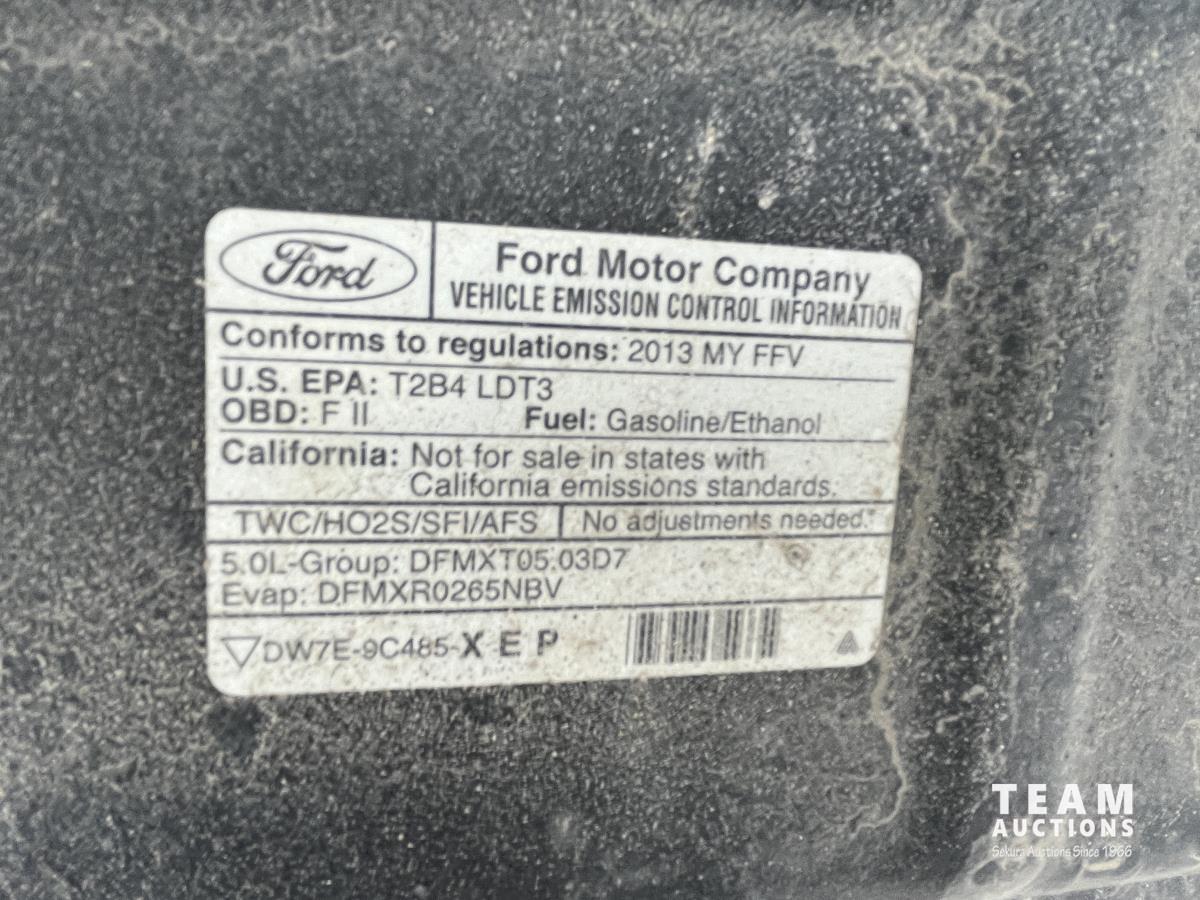 Ford
Ford Motor Company
VEHICLE EMISSION CONTROL INFORMATION
Conforms to regulations: 2013 MY FFV
U.S. EPA: T2B4 LDT3
OBD: F II Fuel: Gasoline/Ethanol
California: Not for sale in states with
California emissions standards.
TWC/HO2S/SFI/AFS No adjustments needed.
5.0L-Group: DFMXT05.03D7
Evap: DFMXR0265NBV
DW7E-9C485-X E P
TEAM
AUCTIONS
Sekura Auctions Since 1966